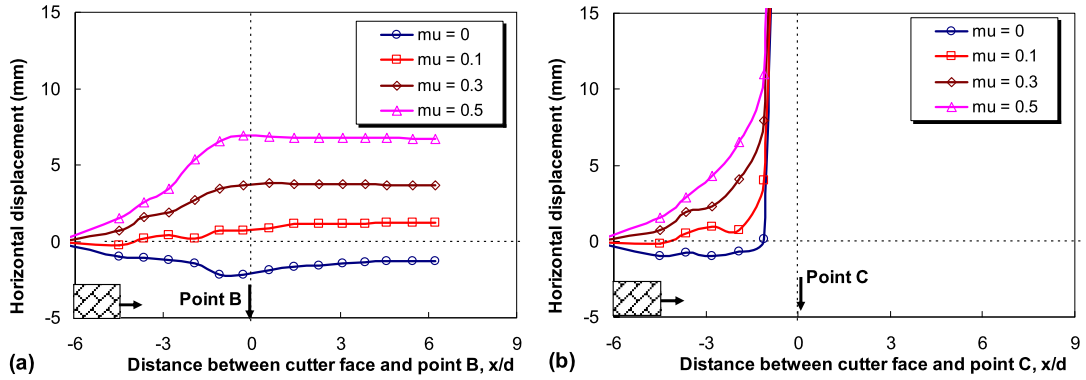 15
10
5
0
-5
Horizontal displacement (mm)
mu = 0
mu = 0.1
mu = 0.3
mu = 0.5
Point B
-6 -3 0 3 6 9
(a) Distance between cutter face and point B, x/d
15
10
5
0
-5
Horizontal displacement (mm)
mu = 0
mu = 0.1
mu = 0.3
mu = 0.5
Point C
-6 -3 0 3 6 9
(b) Distance between cutter face and point C, x/d